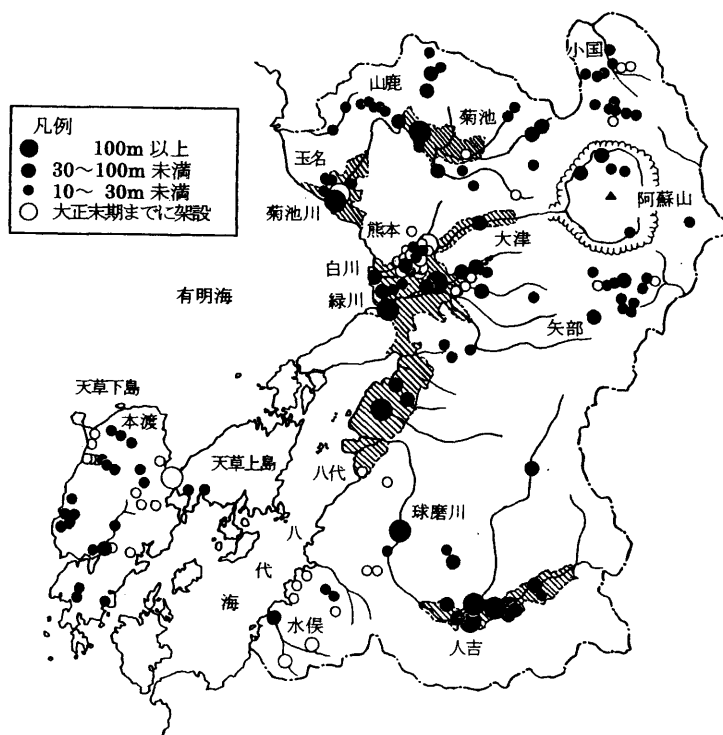 凡例
100m 以上
30～100m 未満
10～ 30m 未満
大正末期までに架設
小国
山鹿
菊池
玉名
菊池川
阿蘇山
熊本
大津
白川
緑川
有明海
矢部
天草下島
本渡
天草上島
八代
球磨川
八代海
水俣
人吉